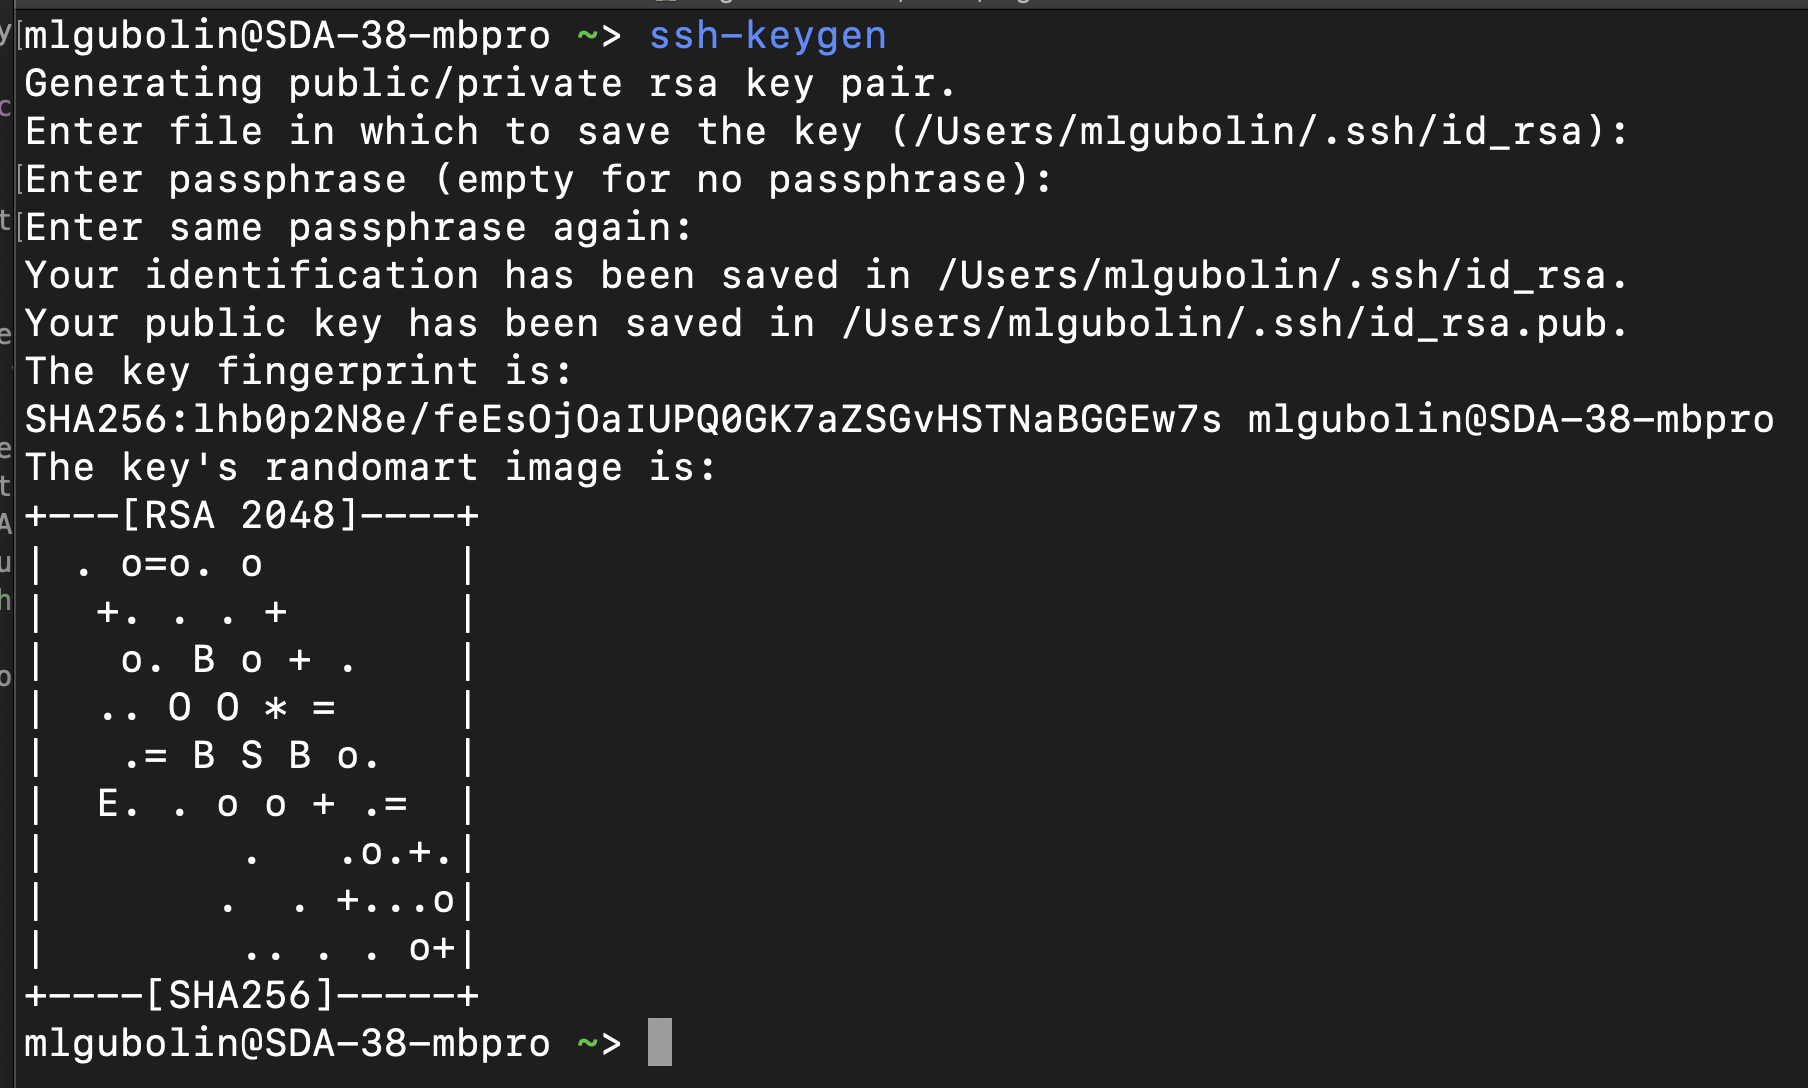 mlgubolin@SDA-38-mbpro ~> ssh-keygen
Generating public/private rsa key pair.
Enter file in which to save the key (/Users/mlgubolin/.ssh/id_rsa):
Enter passphrase (empty for no passphrase):
Enter same passphrase again:
Your identification has been saved in /Users/mlgubolin/.ssh/id_rsa.
Your public key has been saved in /Users/mlgubolin/.ssh/id_rsa.pub.
The key fingerprint is:
SHA256:lhb0p2N8e/feEsOjOaIUPQ0GK7aZSGvHSTNaBGGEw7s mlgubolin@SDA-38-mbpro
The key's randomart image is:
+---[RSA 2048]----+
| . o=o. o        |
|  +. . . +       |
|   o. B o + .    |
|  .. O O * =     |
|   .= B S B o.   |
|  E. . o o + .=  |
|        .   .o.+.|
|       .  . +...o|
|        .. . . o+|
+----[SHA256]-----+
mlgubolin@SDA-38-mbpro ~>